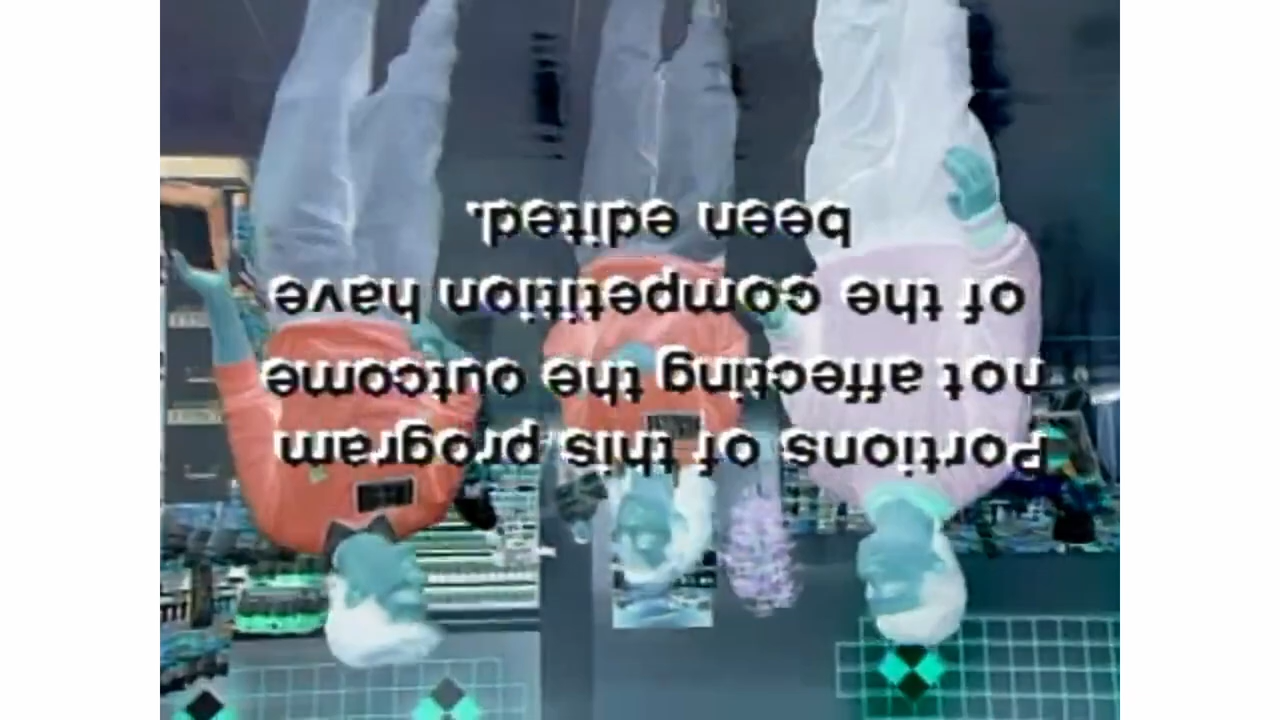 Portions of this program
not affecting the outcome
of the competition have
been edited.